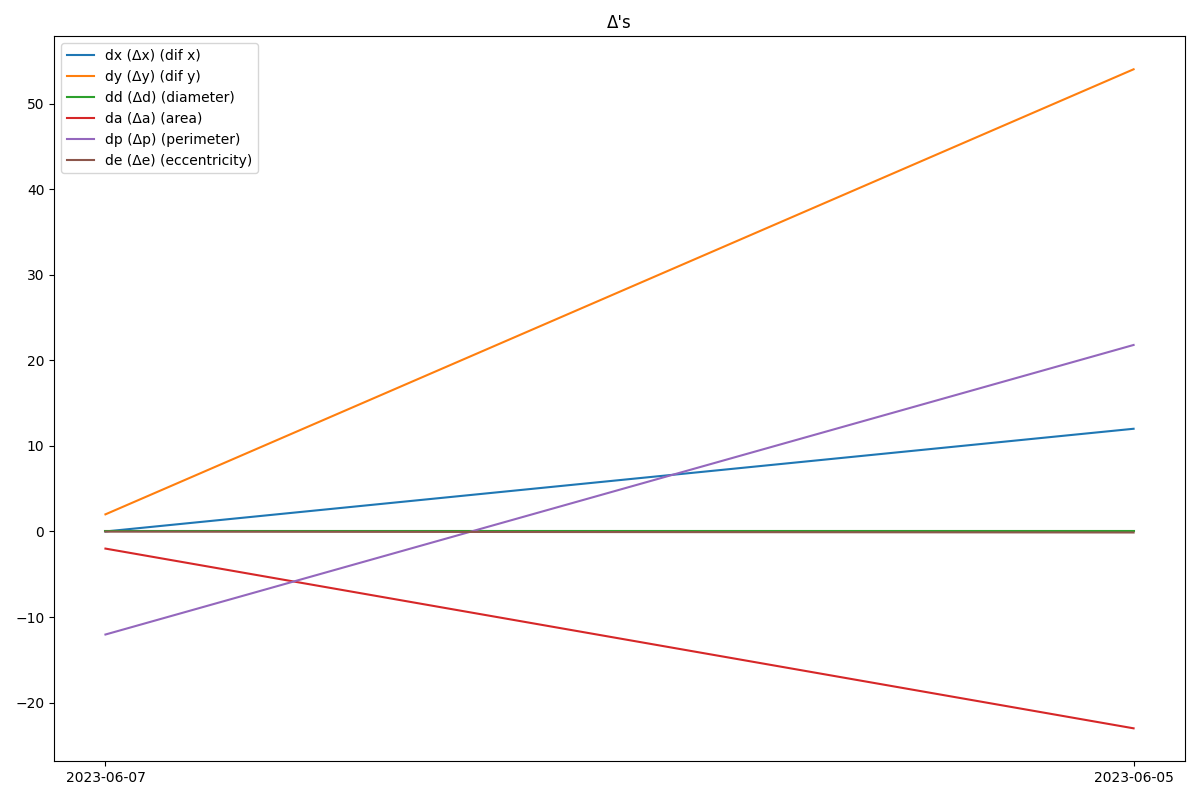 Δ's
dx (Δx) (dif x)
dy (Δy) (dif y)
dd (Δd) (diameter)
da (Δa) (area)
dp (Δp) (perimeter)
de (Δe) (eccentricity)
50
40
30
20
10
0
−10
−20
2023-06-07 2023-06-05